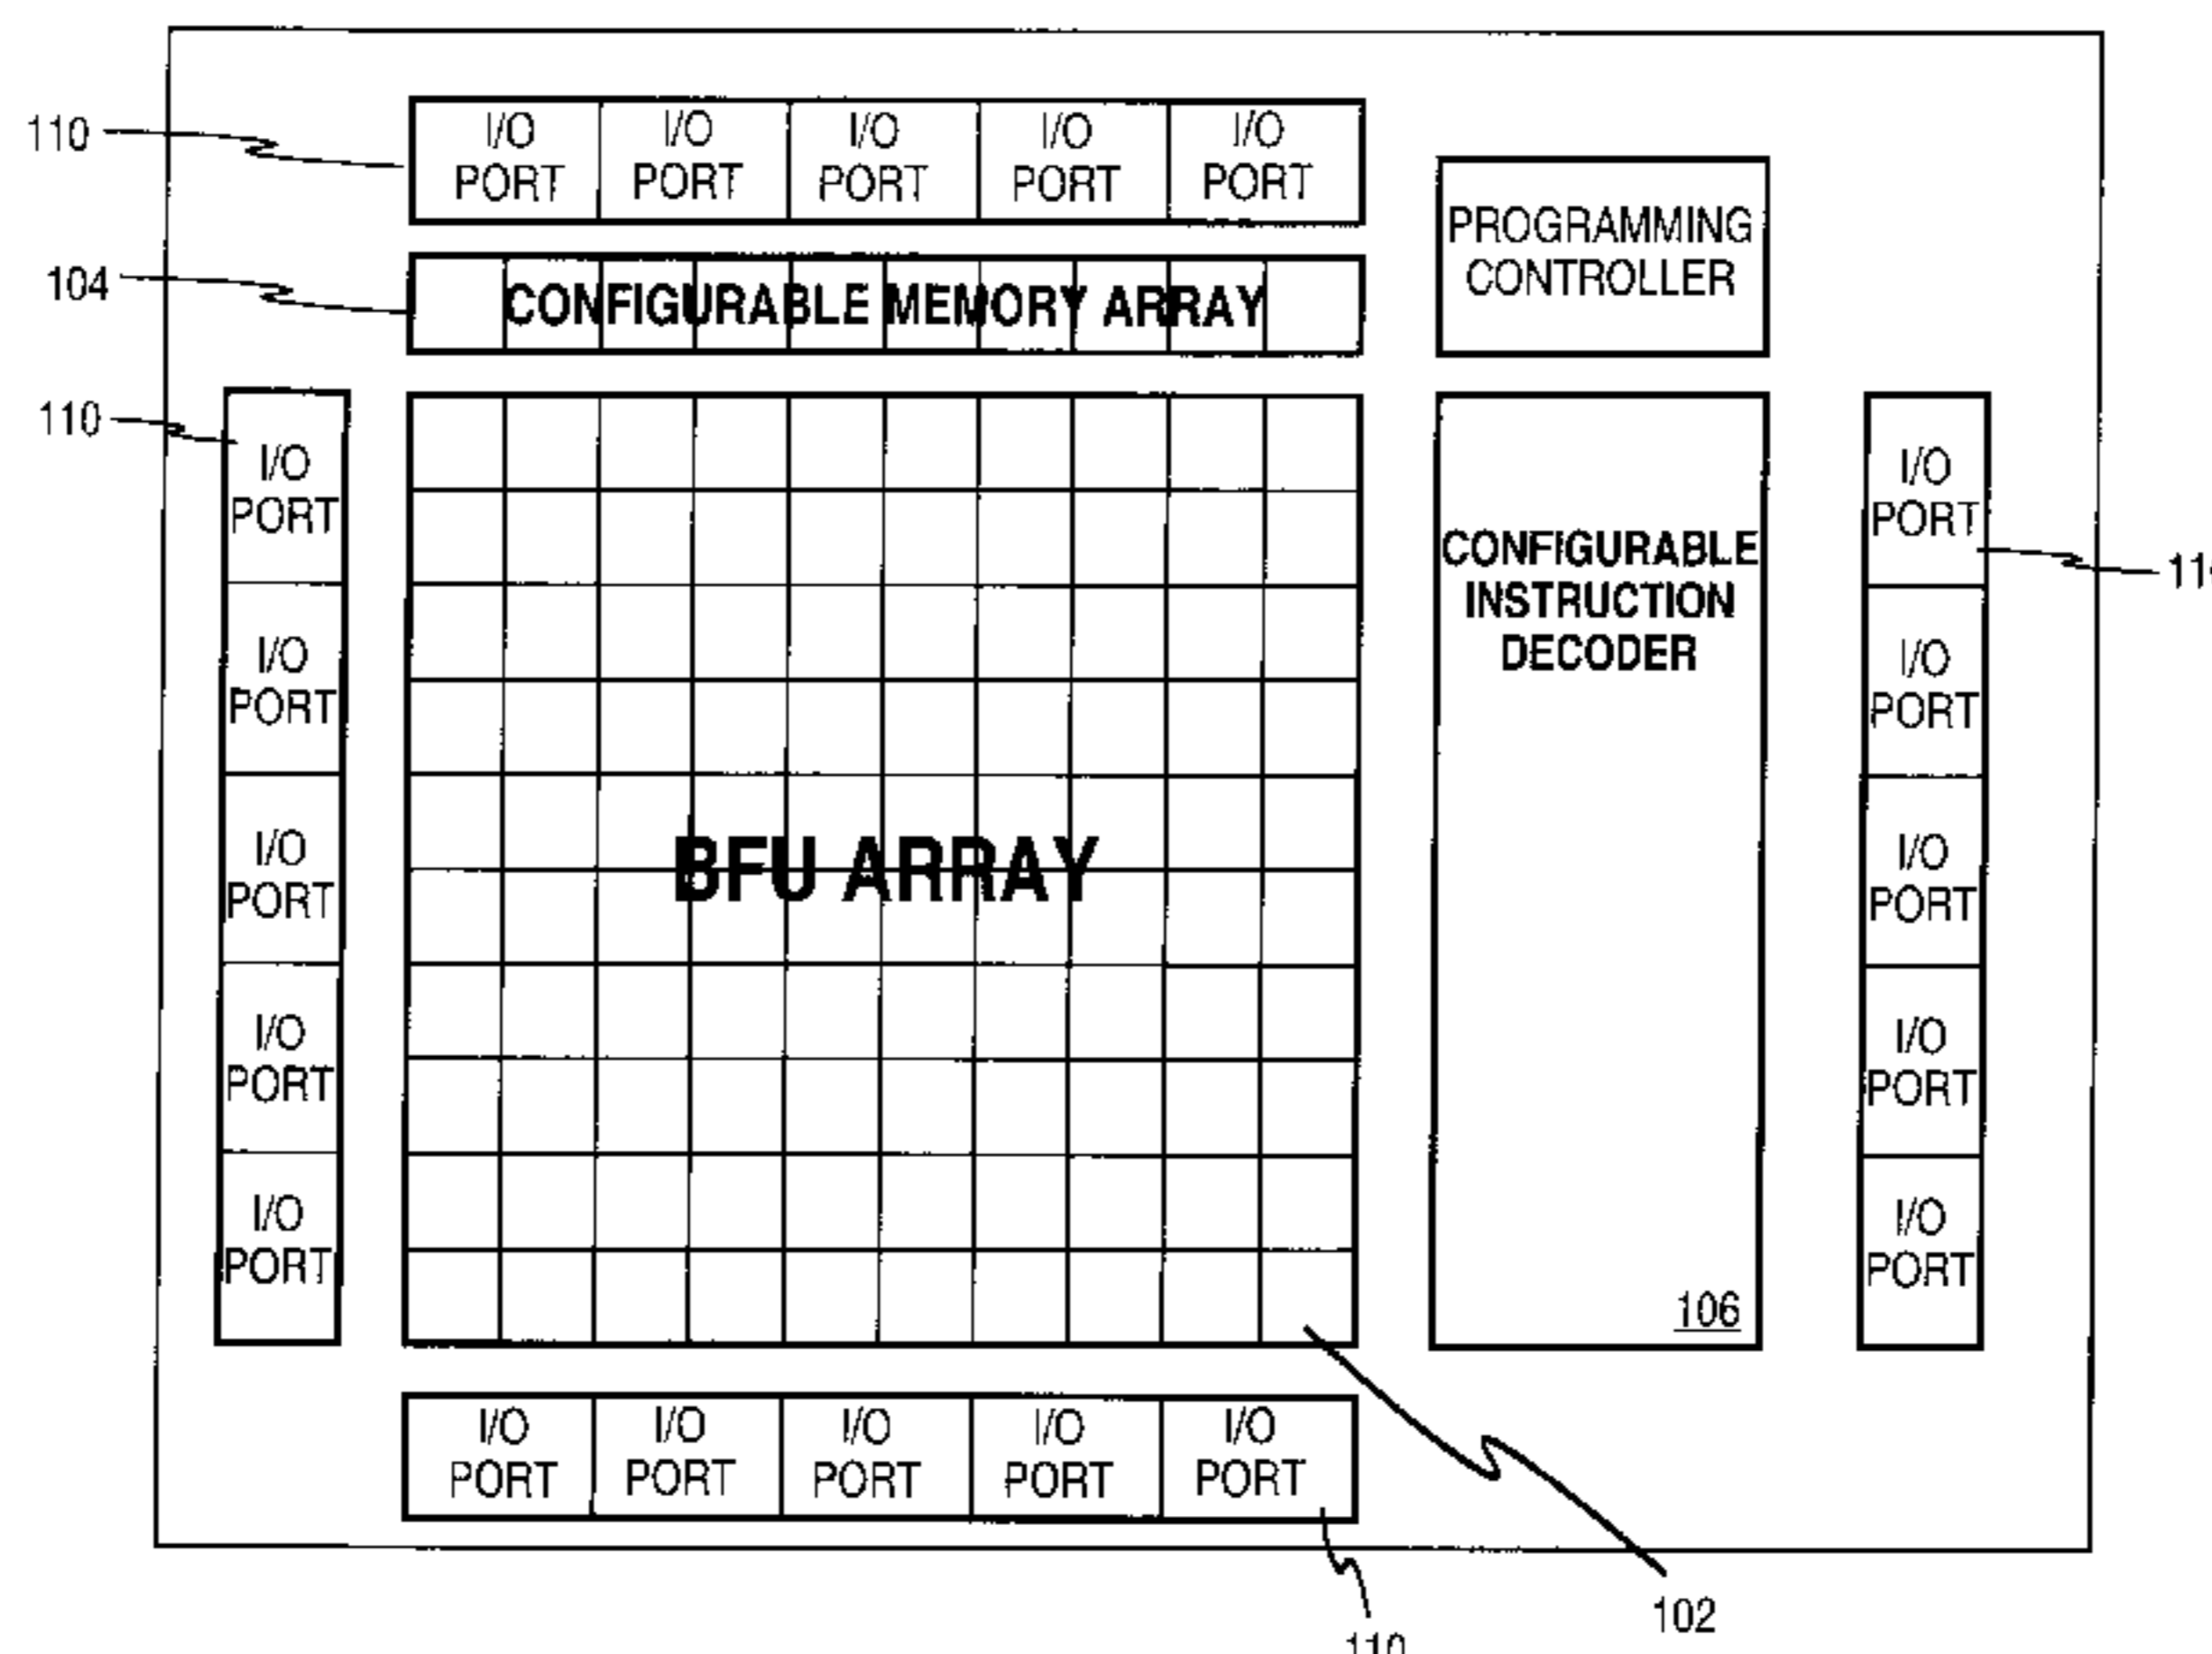 110
I/O
PORT
I/O
PORT
I/O
PORT
I/O
PORT
I/O
PORT
PROGRAMMING
CONTROLLER
104
CONFIGURABLE MEMORY ARRAY
110
I/O
PORT
I/O
PORT
I/O
PORT
I/O
PORT
I/O
PORT
BFU ARRAY
CONFIGURABLE
INSTRUCTION
DECODER
106
I/O
PORT
I/O
PORT
I/O
PORT
I/O
PORT
I/O
PORT
I/O
PORT
I/O
PORT
I/O
PORT
I/O
PORT
I/O
PORT
102
110